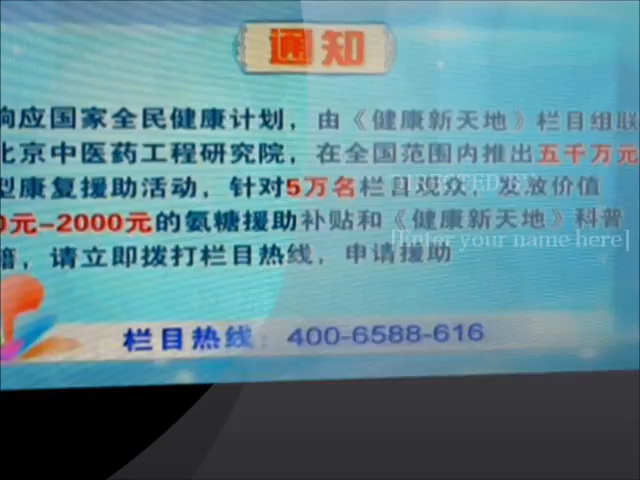 通知
响应国家全民健康计划，由《健康新天地》栏目组联
北京中医药工程研究院，在全国范围内推出五千万元
型康复援助活动，针对5万名栏目观众，发放价值
0元-2000元的氨糖援助补贴和《健康新天地》科普
籍，请立即拨打栏目热线，申请援助
[Enter your name here]
栏目热线：400-6588-616